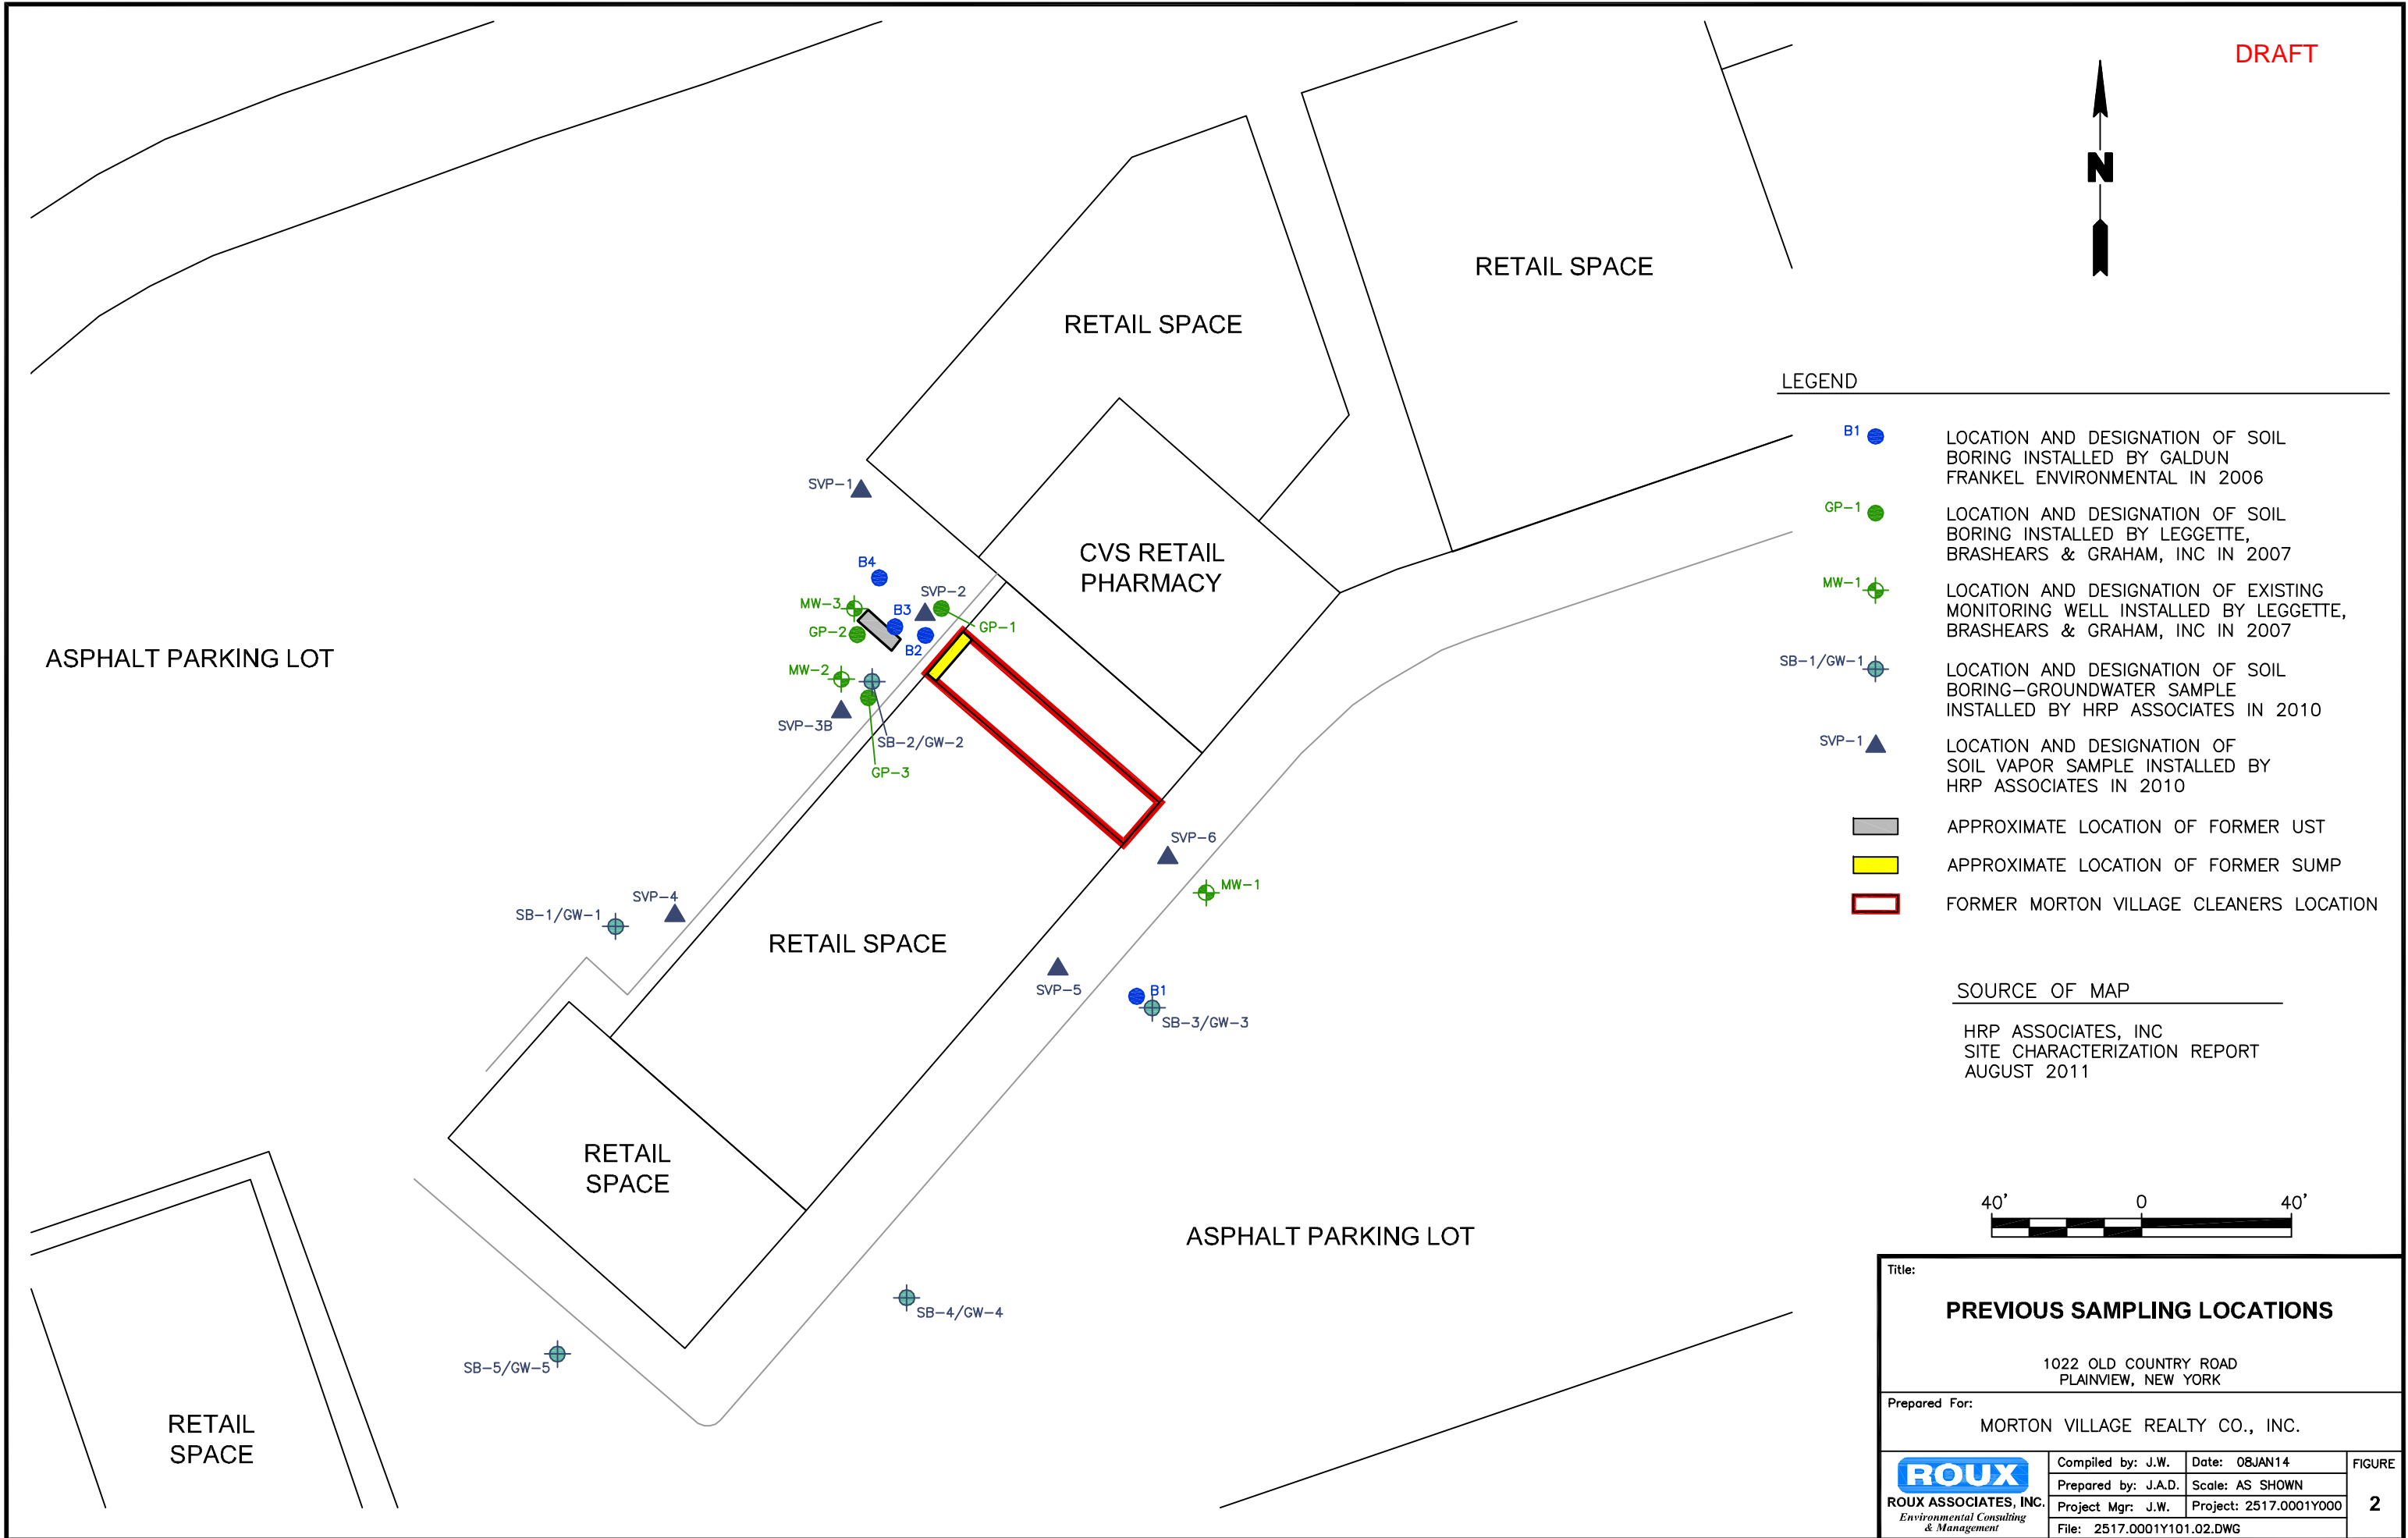 DRAFT
N
RETAIL SPACE
RETAIL SPACE
CVS RETAIL
PHARMACY
ASPHALT PARKING LOT
SVP-1
B4
MW-3
B3
SVP-2
GP-2
GP-1
B2
MW-2
SVP-3B
SB-2/GW-2
GP-3
SVP-6
MW-1
SVP-4
SB-1/GW-1
RETAIL SPACE
SVP-5
B1
SB-3/GW-3
RETAIL
SPACE
ASPHALT PARKING LOT
SB-4/GW-4
SB-5/GW-5
RETAIL
SPACE
LEGEND
B1
LOCATION AND DESIGNATION OF SOIL
BORING INSTALLED BY GALDUN
FRANKEL ENVIRONMENTAL IN 2006
GP-1
LOCATION AND DESIGNATION OF SOIL
BORING INSTALLED BY LEGGETTE,
BRASHEARS & GRAHAM, INC IN 2007
MW-1
LOCATION AND DESIGNATION OF EXISTING
MONITORING WELL INSTALLED BY LEGGETTE,
BRASHEARS & GRAHAM, INC IN 2007
SB-1/GW-1
LOCATION AND DESIGNATION OF SOIL
BORING-GROUNDWATER SAMPLE
INSTALLED BY HRP ASSOCIATES IN 2010
SVP-1
LOCATION AND DESIGNATION OF
SOIL VAPOR SAMPLE INSTALLED BY
HRP ASSOCIATES IN 2010
APPROXIMATE LOCATION OF FORMER UST
APPROXIMATE LOCATION OF FORMER SUMP
FORMER MORTON VILLAGE CLEANERS LOCATION
SOURCE OF MAP
HRP ASSOCIATES, INC
SITE CHARACTERIZATION REPORT
AUGUST 2011
40' 0 40'
Title:
PREVIOUS SAMPLING LOCATIONS
1022 OLD COUNTRY ROAD
PLAINVIEW, NEW YORK
Prepared For:
MORTON VILLAGE REALTY CO., INC.
ROUX
ROUX ASSOCIATES, INC.
Environmental Consulting
& Management
Compiled by: J.W. Date: 08JAN14
Prepared by: J.A.D. Scale: AS SHOWN
Project Mgr: J.W. Project: 2517.0001Y000
File: 2517.0001Y101.02.DWG
FIGURE
2